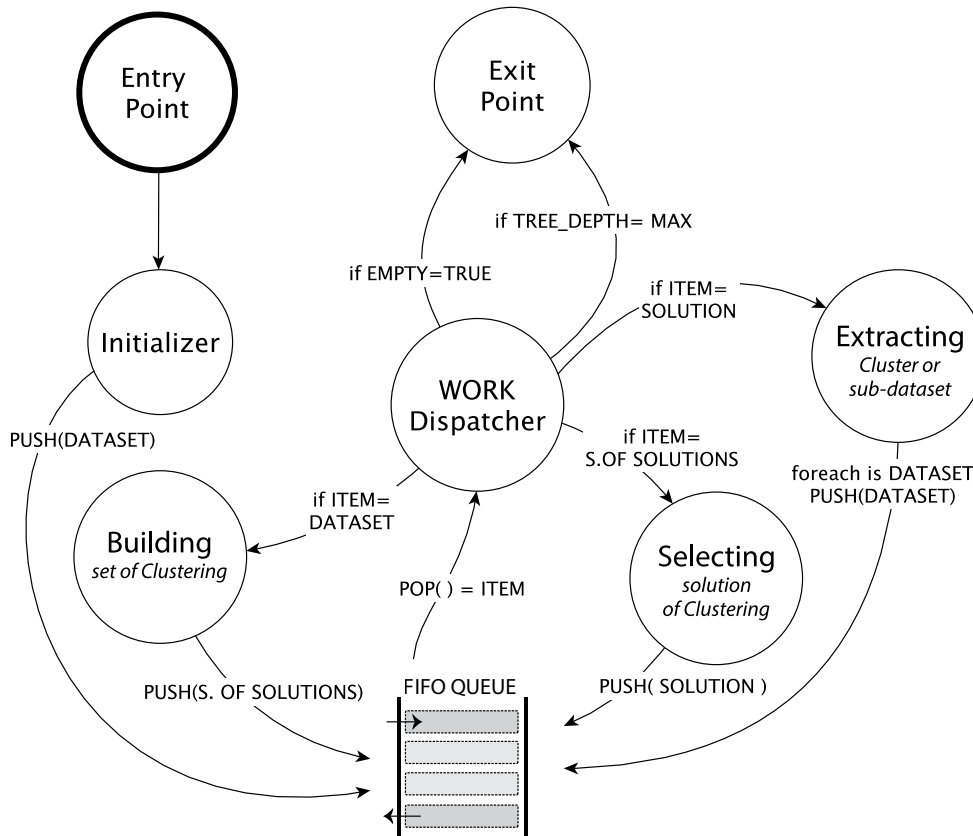 Entry
Point
Exit
Point
if TREE_DEPTH= MAX
if EMPTY=TRUE
if ITEM=
SOLUTION
Initializer
Extracting
Cluster or
sub-dataset
WORK
Dispatcher
PUSH(DATASET)
if ITEM=
S.OF SOLUTIONS
foreach is DATASET
PUSH(DATASET)
if ITEM=
DATASET
Building
set of Clustering
Selecting
solution
of Clustering
POP( ) = ITEM
PUSH(S. OF SOLUTIONS)
FIFO QUEUE
PUSH( SOLUTION )